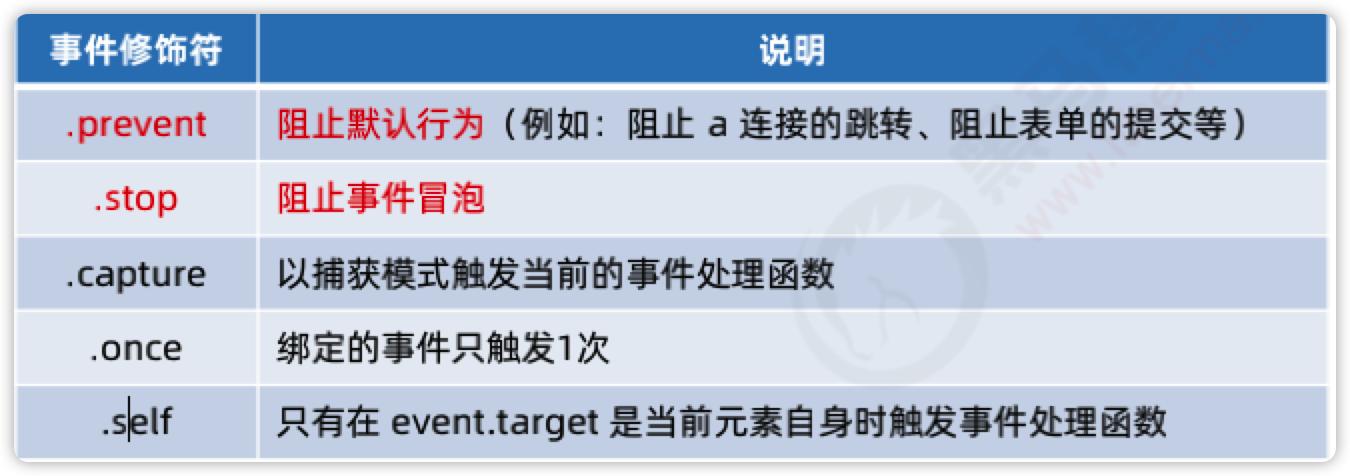 事件修饰符 说明
.prevent 阻止默认行为（例如：阻止 a 连接的跳转、阻止表单的提交等）
.stop 阻止事件冒泡
.capture 以捕获模式触发当前的事件处理函数
.once 绑定的事件只触发1次
.self 只有在 event.target 是当前元素自身时触发事件处理函数